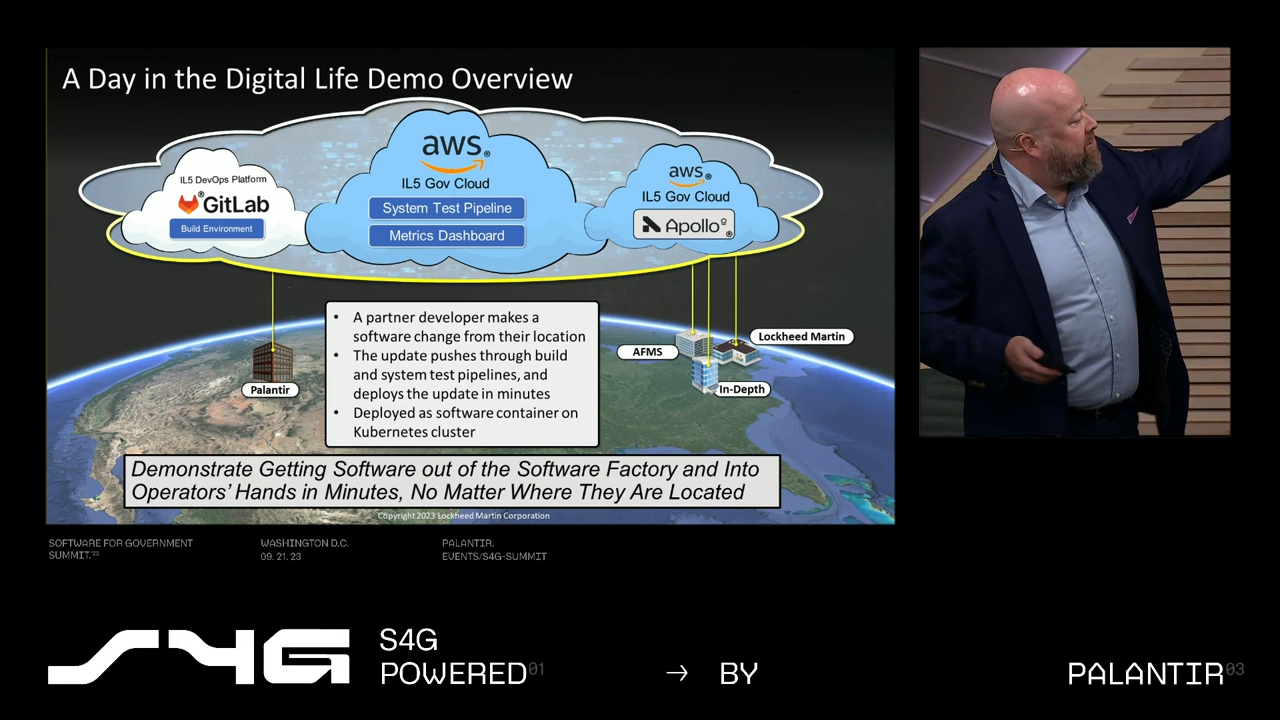 A Day in the Digital Life Demo Overview
aws®
IL5 Gov Cloud
System Test Pipeline
Metrics Dashboard
IL5 DevOps Platform
GitLab®
Build Environment
aws®
IL5 Gov Cloud
Apollo®
• A partner developer makes a
software change from their location
• The update pushes through build
and system test pipelines, and
deploys the update in minutes
• Deployed as software container on
Kubernetes cluster
Palantir
AFMS
Lockheed Martin
In-Depth
Demonstrate Getting Software out of the Software Factory and Into
Operators' Hands in Minutes, No Matter Where They Are Located
Copyright 2023 Lockheed Martin Corporation
SOFTWARE FOR GOVERNMENT
SUMMIT.'23
WASHINGTON D.C.
09. 21. 23
PALANTIR.
EVENTS/S4G-SUMMIT
S4G
S4G
POWERED01 → BY PALANTIR03